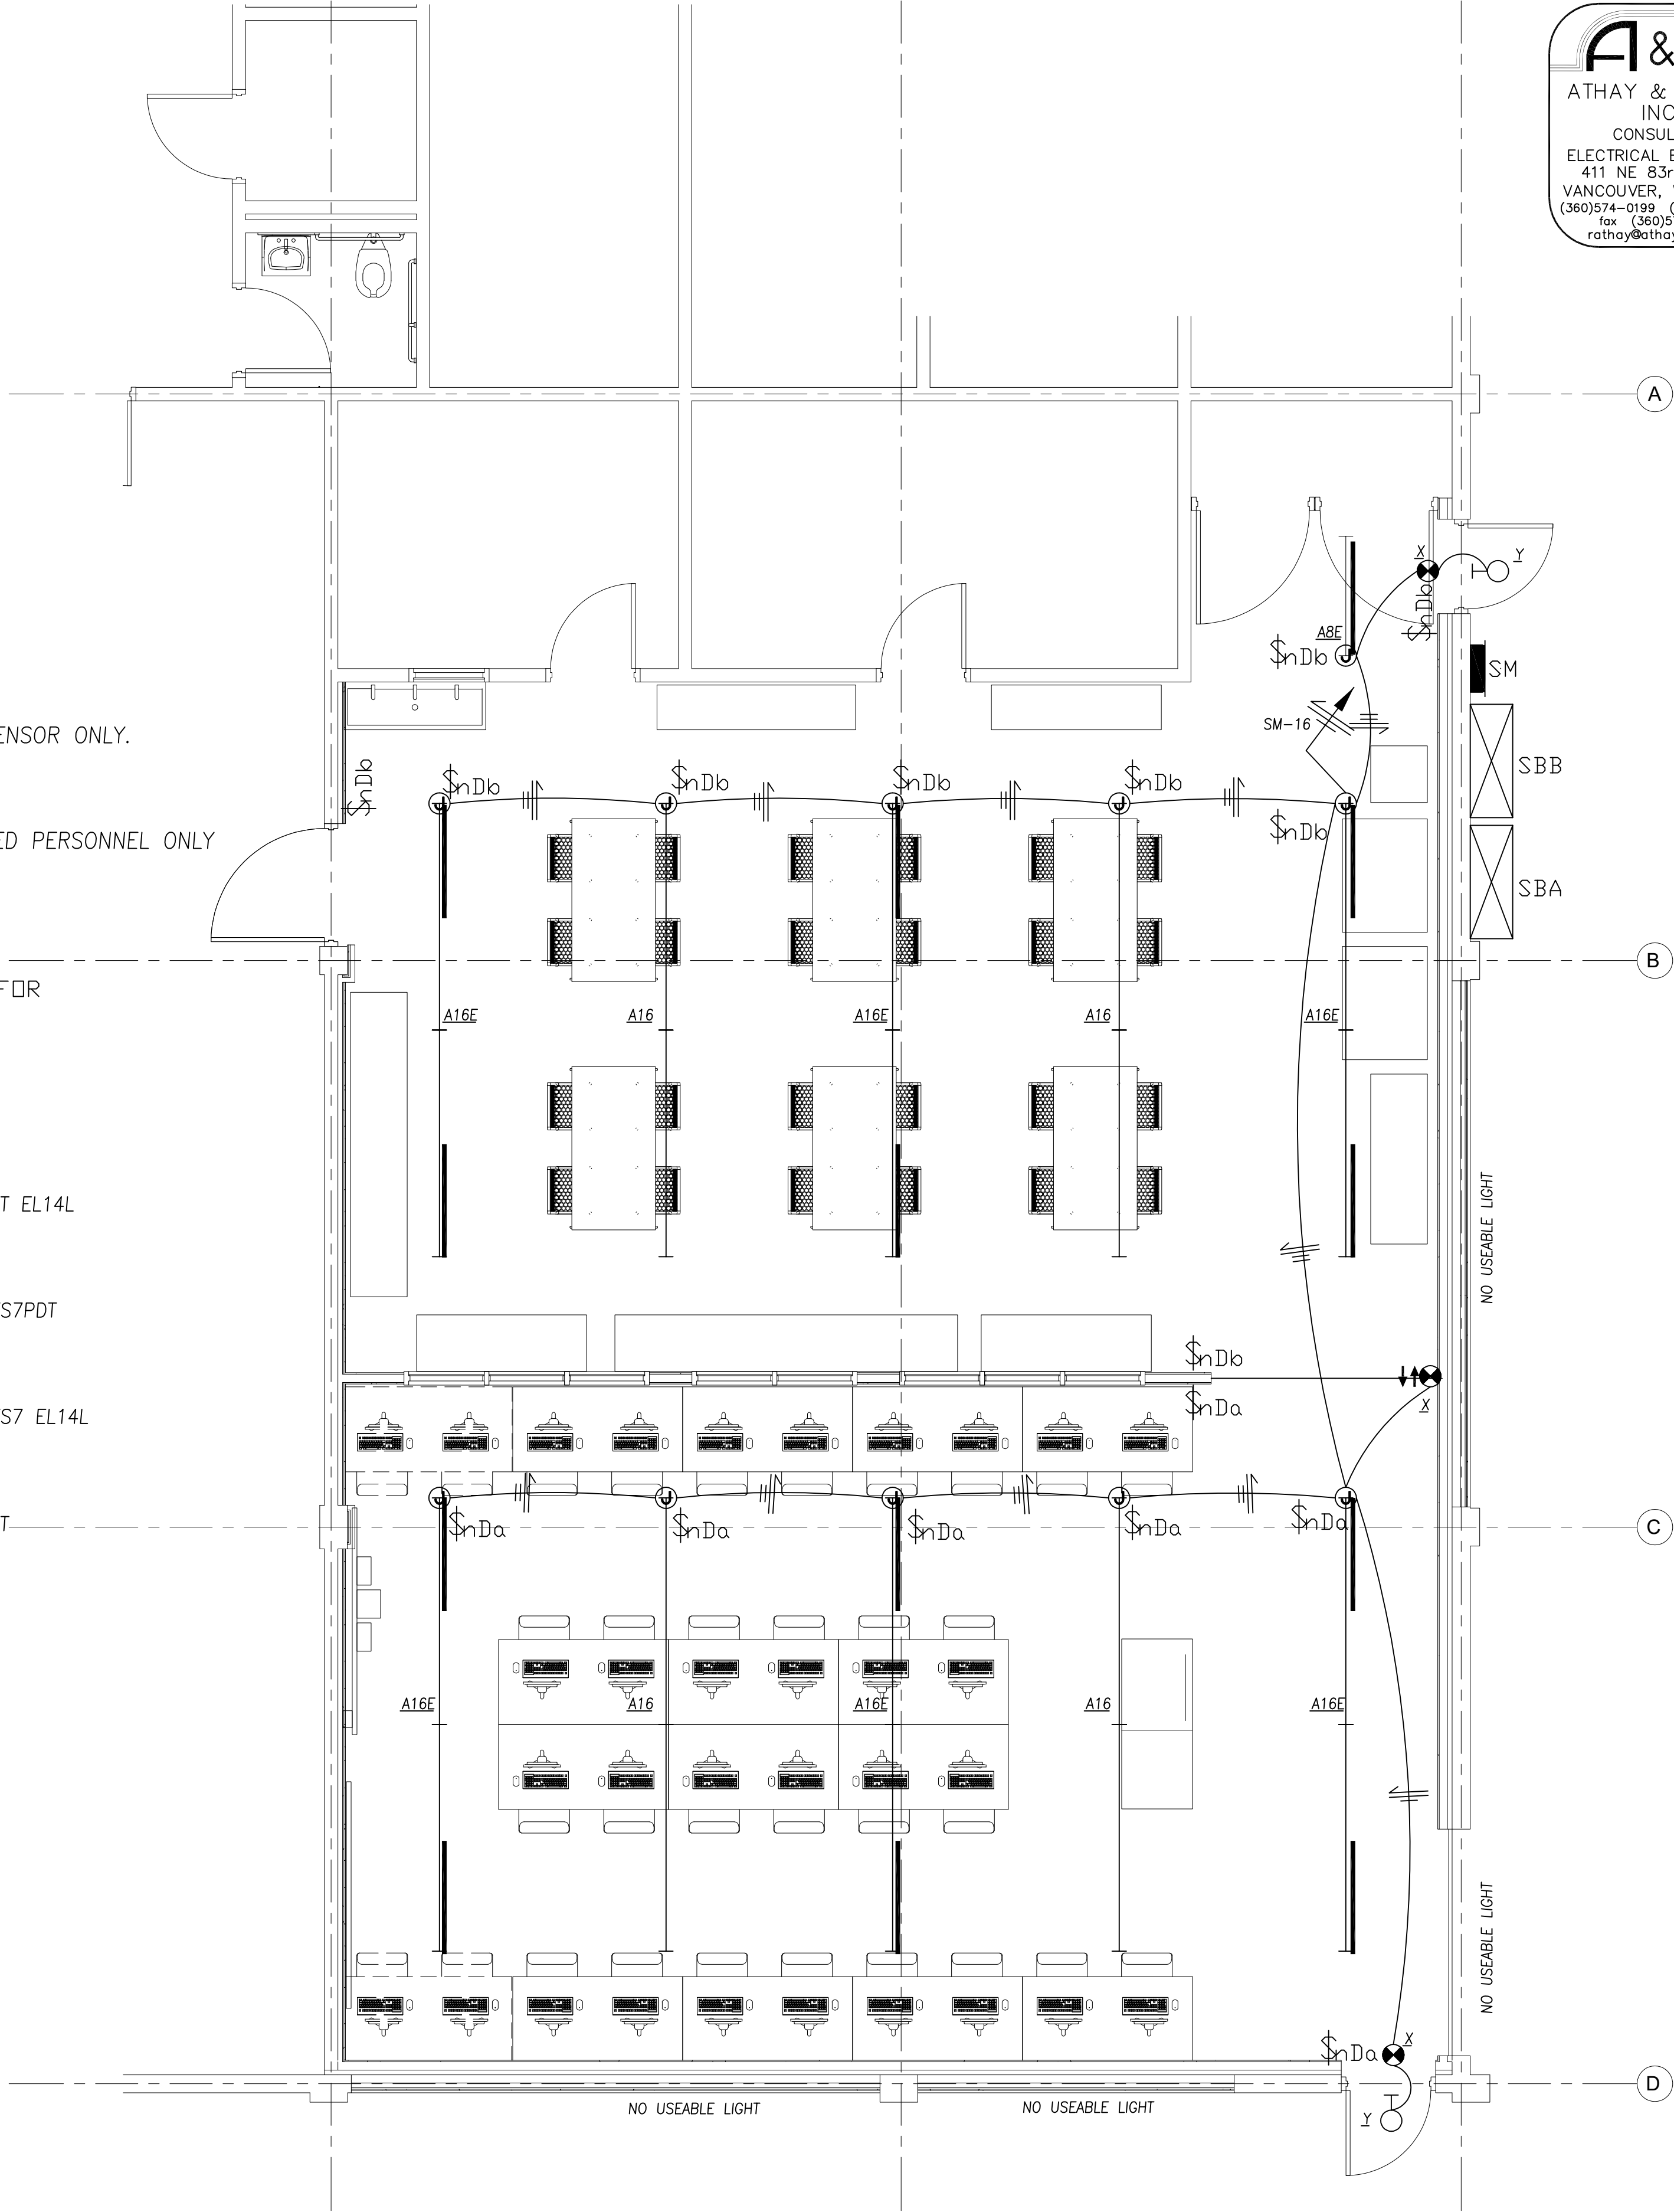 A &
ATHAY &
INC
CONSUL
ELECTRICAL E
411 NE 83r
VANCOUVER,
(360)574-0199 (
fax (360)5
rathay@athay
A
X
Y
$nDb
A8E
$nDb
SM
SM-16
ENSOR ONLY.
SBB
$nDb
$nDb
$nDb
$nDb
$nDb
$nDb
ED PERSONNEL ONLY
SBA
B
FOR
A16E
A16
A16E
A16
A16E
T EL14L
NO USEABLE LIGHT
S7PDT
$nDb
$nDa
X
S7 EL14L
J
J
J
J
J
T
$nDa
$nDa
$nDa
$nDa
$nDa
C
A16E
A16
A16E
A16
A16E
NO USEABLE LIGHT
$nDa
X
D
NO USEABLE LIGHT
NO USEABLE LIGHT
Y